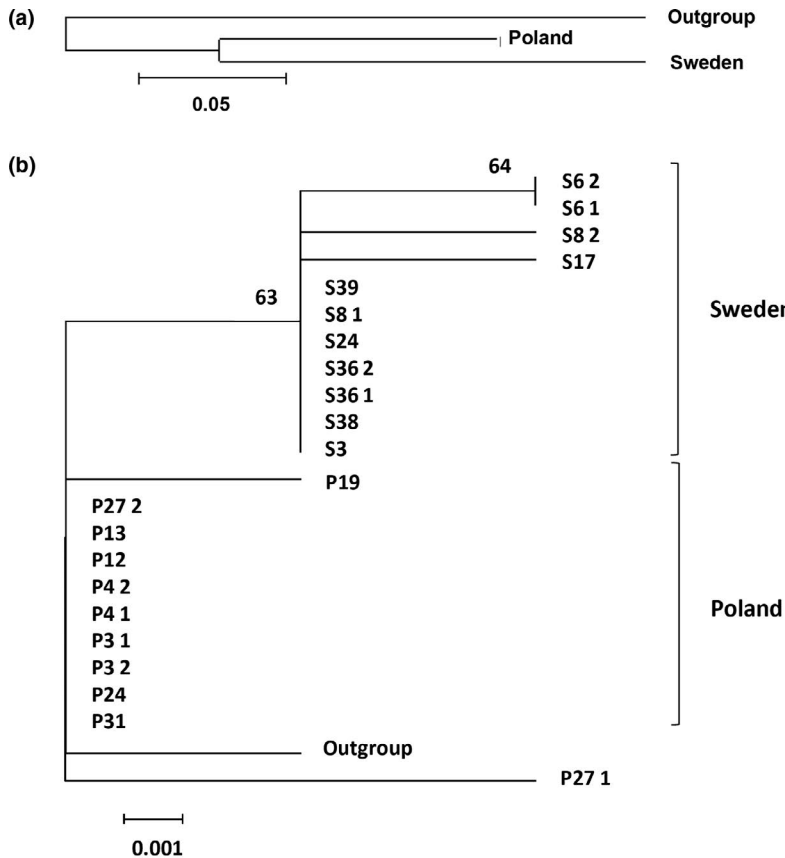 (a)
Outgroup
Poland
Sweden
0.05
(b)
64
S6 2
S6 1
S8 2
S17
63
S39
S8 1
S24
S36 2
S36 1
S38
S3
Sweden
P19
P27 2
P13
P12
P4 2
P4 1
P3 1
P3 2
P24
P31
Poland
Outgroup
P27 1
0.001